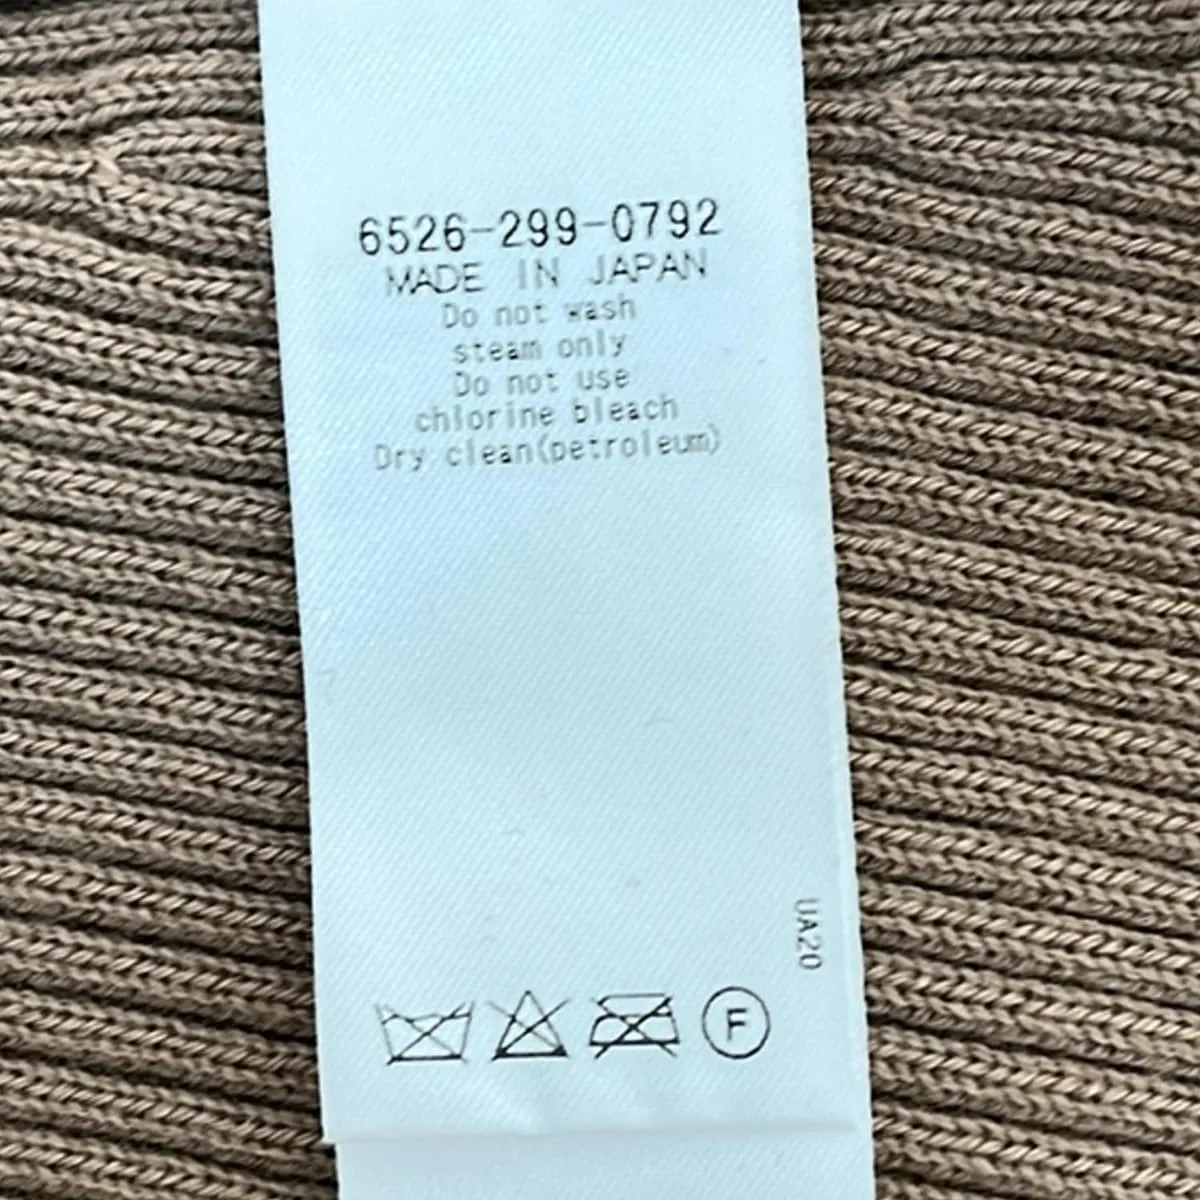 6526-299-0792
MADE IN JAPAN
Do not wash
steam only
Do not use
chlorine bleach
Dry clean(petroleum)
UA20
F